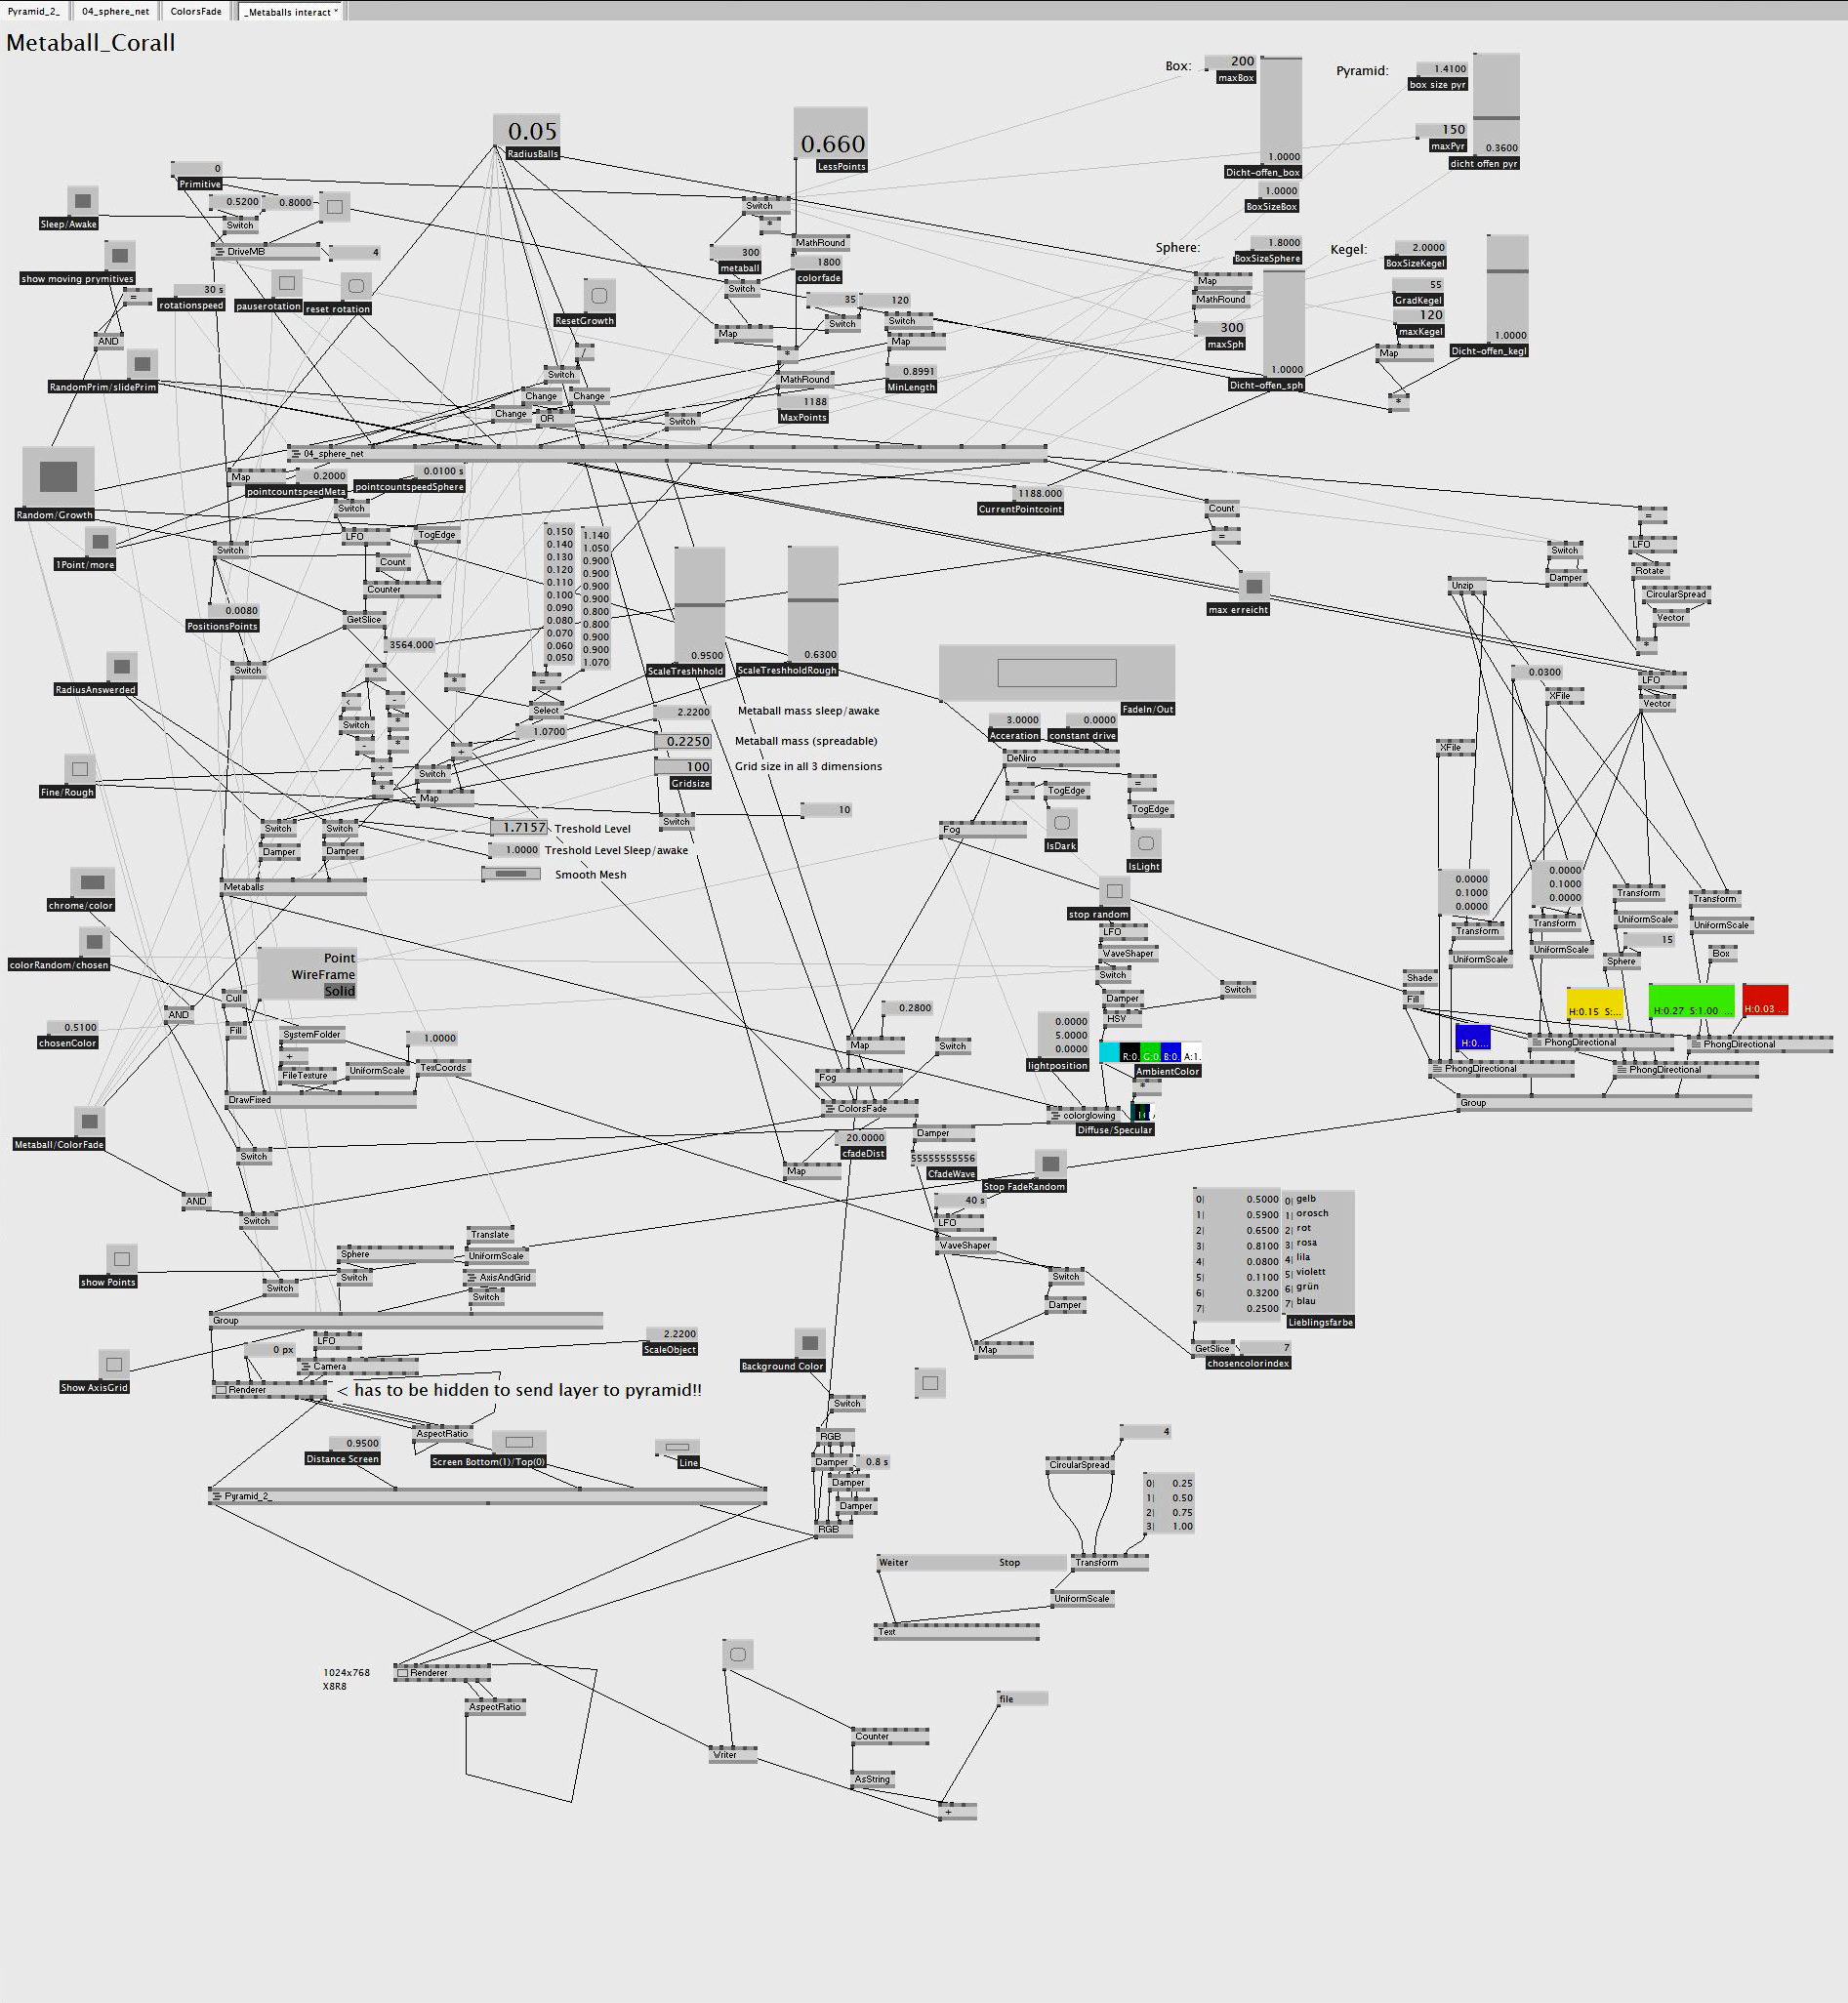 Pyramid_2_
04_sphere_net
ColorsFade
_Metaballs interact *
Metaball_Corall
Box:
200
maxBox
1.0000
Dicht-offen_box
1.0000
BoxSizeBox
Pyramid:
1.4100
box size pyr
150
maxPyr
0.3600
dicht offen pyr
0.05
RadiusBalls
0.660
LessPoints
0
Primitive
0.5200
0.8000
Switch
DriveMB
4
Sleep/Awake
show moving prymitives
=
AND
30 s
rotationspeed
pauserotation
reset rotation
RandomPrim/slidePrim
ResetGrowth
/
Switch
Change
Change
Change
OR
Switch
Switch
*
MathRound
300
metaball
1800
colorfade
Switch
35
120
Switch
Switch
Map
Map
*
MathRound
0.8991
MinLength
1188
MaxPoints
Sphere:
1.8000
BoxSizeSphere
Map
MathRound
300
maxSph
1.0000
Dicht-offen_sph
Kegel:
2.0000
BoxSizeKegel
55
GradKegel
120
maxKegel
Map
*
1.0000
Dicht-offen_kegl
04_sphere_net
Random/Growth
Map
0.2000
pointcountspeedMeta
0.0100 s
pointcountspeedSphere
Switch
1188.000
CurrentPointcoint
Count
=
max erreicht
1Point/more
Switch
LFO
TogEdge
Count
Counter
GetSlice
0.0080
PositionsPoints
3564.000
Switch
0.150
0.140
0.130
0.120
0.110
0.100
0.090
0.080
0.070
0.060
0.050
1.140
1.050
0.900
0.900
0.900
0.900
0.800
0.800
0.900
0.900
1.070
=
Select
1.0700
0.9500
ScaleTreshhhold
0.6300
ScaleTreshholdRough
RadiusAnswerded
*
<
-
Switch
*
-
*
*
+
+
*
Switch
Map
Fine/Rough
2.2200
Metaball mass sleep/awake
0.2250
Metaball mass (spreadable)
100
Grid size in all 3 dimensions
Gridsize
Switch
10
Switch
Switch
Damper
Damper
1.7157
Treshold Level
1.0000
Treshold Level Sleep/awake
Smooth Mesh
Metaballs
chrome/color
colorRandom/chosen
Point
WireFrame
Solid
Cull
Fill
AND
0.5100
chosenColor
SystemFolder
+
FileTexture
UniformScale
1.0000
TexCoords
DrawFixed
Metaball/ColorFade
Switch
AND
Switch
FadeIn/Out
3.0000
Acceration
0.0000
constant drive
DeNiro
=
TogEdge
=
TogEdge
IsDark
IsLight
Fog
stop random
LFO
WaveShaper
Switch
Switch
Damper
HSV
0.2800
Map
Switch
Fog
ColorsFade
0.0000
5.0000
0.0000
lightposition
R:0.
G:0.
B:0.
A:1.
AmbientColor
*
colorglowing
Diffuse/Specular
20.0000
cfadeDist
Map
Damper
55555555556
CfadeWave
Stop FadeRandom
40 s
LFO
WaveShaper
Switch
Damper
Map
=
LFO
Rotate
CircularSpread
Vector
*
Switch
Damper
Unzip
0.0300
XFile
LFO
Vector
XFile
0.0000
0.1000
0.0000
0.0000
0.1000
0.0000
Transform
UniformScale
Transform
UniformScale
Transform
UniformScale
15
Sphere
Transform
UniformScale
Box
Shade
Fill
H:0.15 S:...
H:0.27 S:1.00 ...
H:0.03 ...
H:0....
PhongDirectional
PhongDirectional
PhongDirectional
PhongDirectional
Group
show Points
Sphere
Switch
Translate
UniformScale
AxisAndGrid
Switch
Switch
Group
LFO
0 px
Camera
Renderer
2.2200
ScaleObject
Show AxisGrid
< has to be hidden to send layer to pyramid!!
AspectRatio
0.9500
Distance Screen
Screen Bottom(1)/Top(0)
Line
Pyramid_2_
Background Color
Switch
RGB
Damper
0.8 s
Damper
Damper
RGB
0|
0.5000
0|
gelb
1|
0.5900
1|
orosch
2|
0.6500
2|
rot
3|
0.8100
3|
rosa
4|
0.0800
4|
lila
5|
0.1100
5|
violett
6|
0.3200
6|
grün
7|
0.2500
7|
blau
Lieblingsfarbe
GetSlice
7
chosencolorindex
4
CircularSpread
0|
0.25
1|
0.50
2|
0.75
3|
1.00
Weiter
Stop
Transform
UniformScale
Text
1024x768
X8R8
Renderer
AspectRatio
Writer
file
Counter
AsString
+